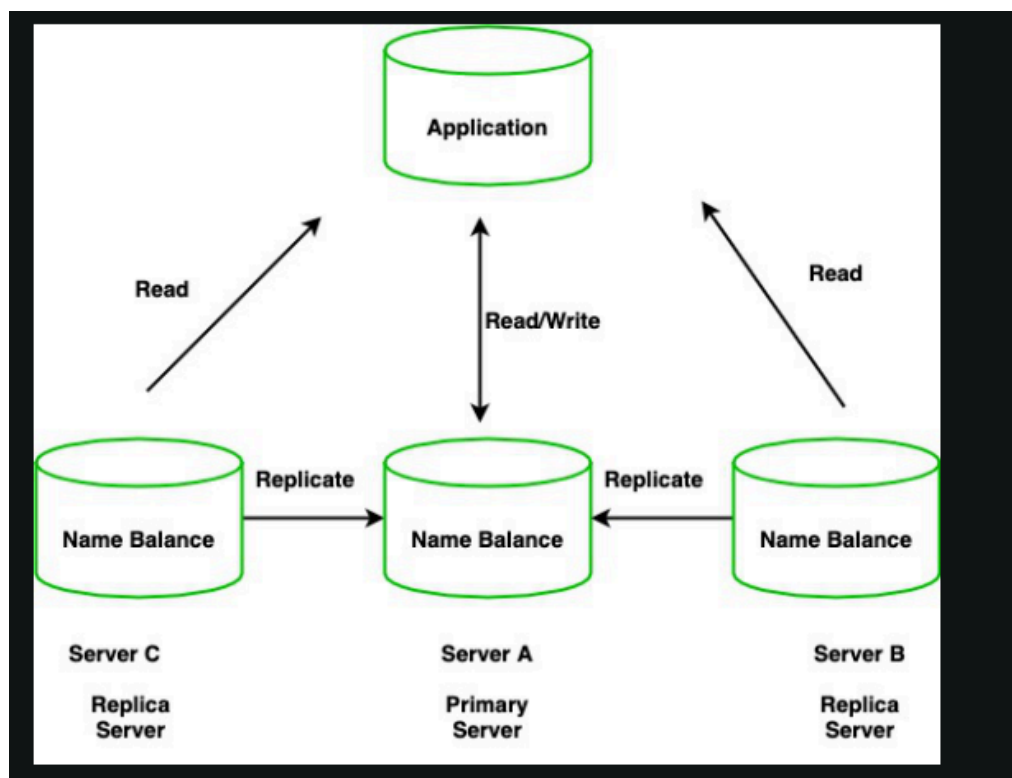 Application
Read
Read
Read/Write
Replicate
Replicate
Name Balance
Name Balance
Name Balance
Server C
Server A
Server B
Replica
Server
Primary
Server
Replica
Server